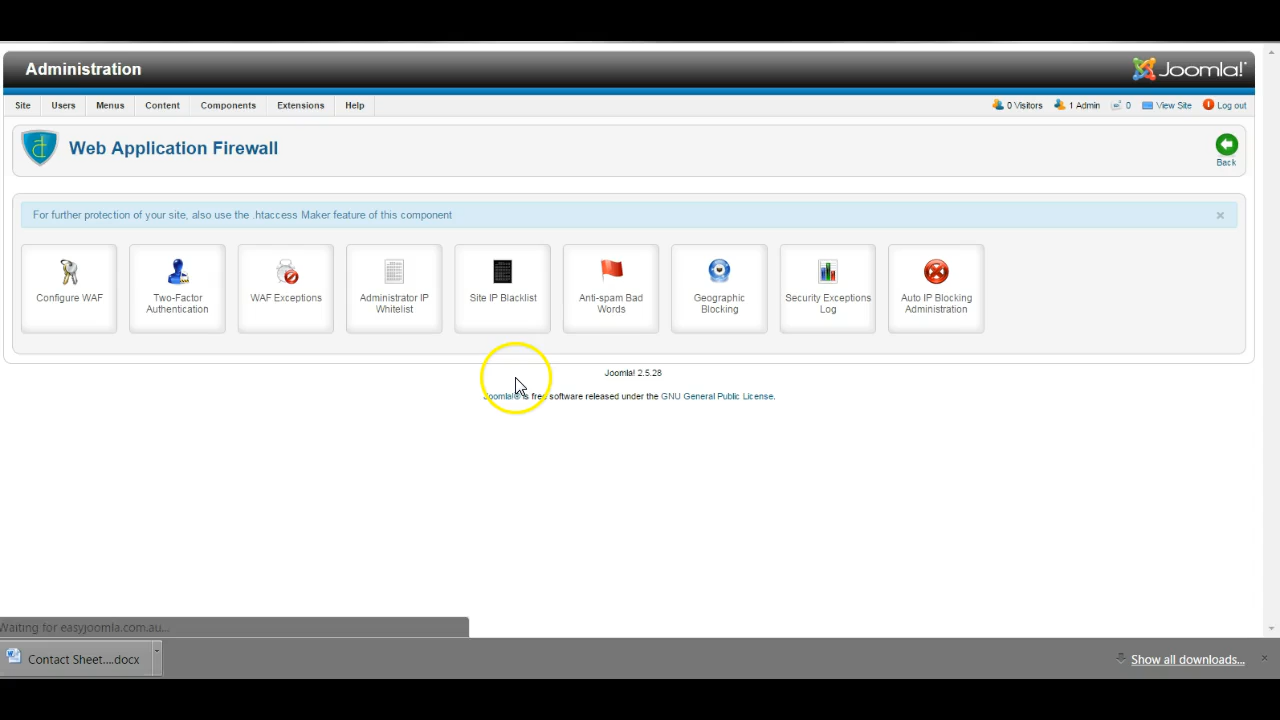 Administration
Joomla!
Site Users Menus Content Components Extensions Help
0 Visitors 1 Admin 0 View Site Log out
Web Application Firewall
Back
For further protection of your site, also use the .htaccess Maker feature of this component
Configure WAF
Two-Factor
Authentication
WAF Exceptions
Administrator IP
Whitelist
Site IP Blacklist
Anti-spam Bad
Words
Geographic
Blocking
Security Exceptions
Log
Auto IP Blocking
Administration
Joomla! 2.5.28
Joomla!® is free software released under the GNU General Public License.
Waiting for easyjoomla.com.au...
Contact Sheet....docx
Show all downloads...